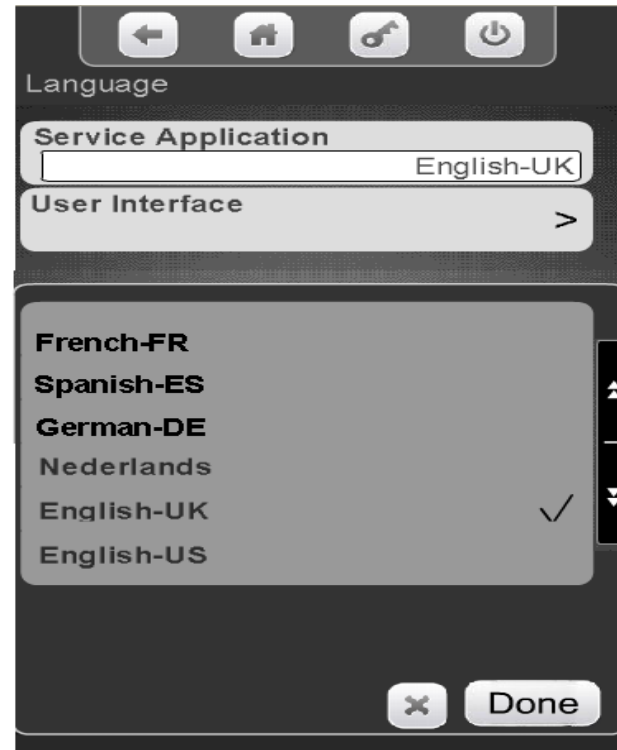 Language
Service Application
English-UK
User Interface
>
French-FR
Spanish-ES
German-DE
Nederlands
English-UK
English-US
Done